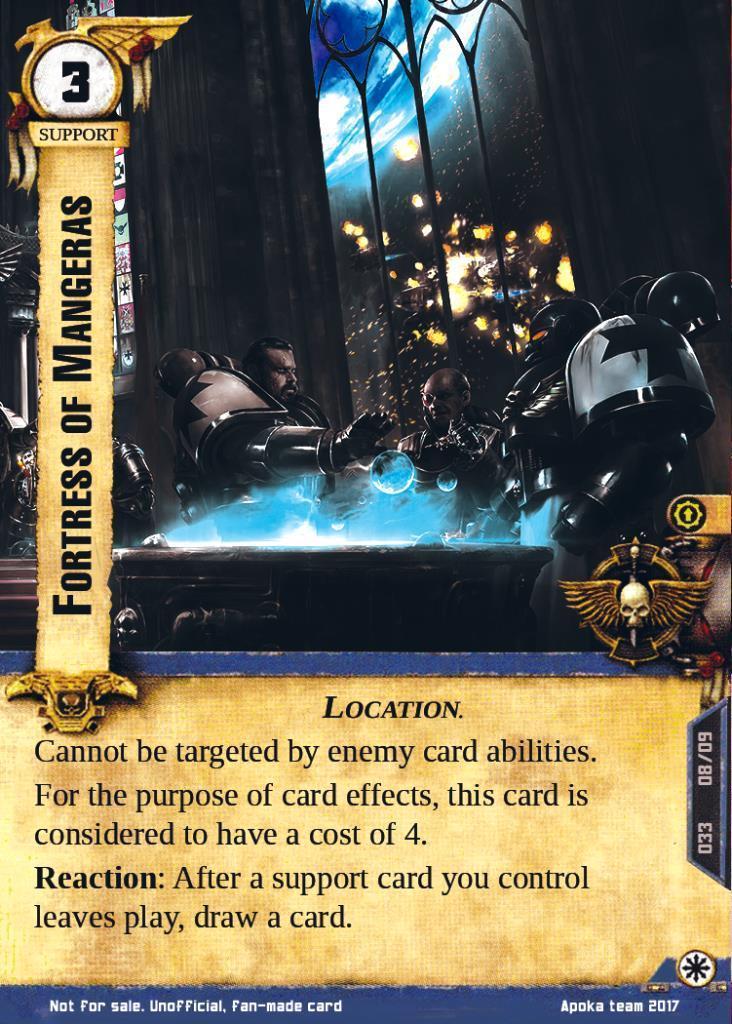 3
SUPPORT
FORTRESS OF MANGERAS
LOCATION.
Cannot be targeted by enemy card abilities.
For the purpose of card effects, this card is
considered to have a cost of 4.
Reaction: After a support card you control
leaves play, draw a card.
033 08/09
Not for sale. Unofficial, fan-made card
Apoka team 2017